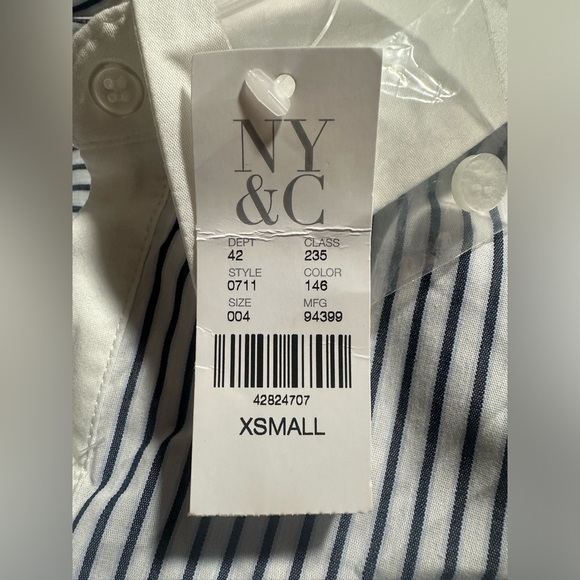 NY
&C
DEPT CLASS
42 235
STYLE COLOR
0711 146
SIZE MFG
004 94399
42824707
XSMALL